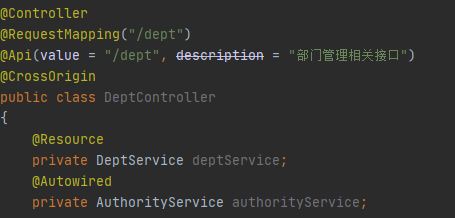 @Controller
@RequestMapping("/dept")
@Api(value = "/dept", description = "部门管理相关接口")
@CrossOrigin
public class DeptController
{
@Resource
private DeptService deptService;
@Autowired
private AuthorityService authorityService;